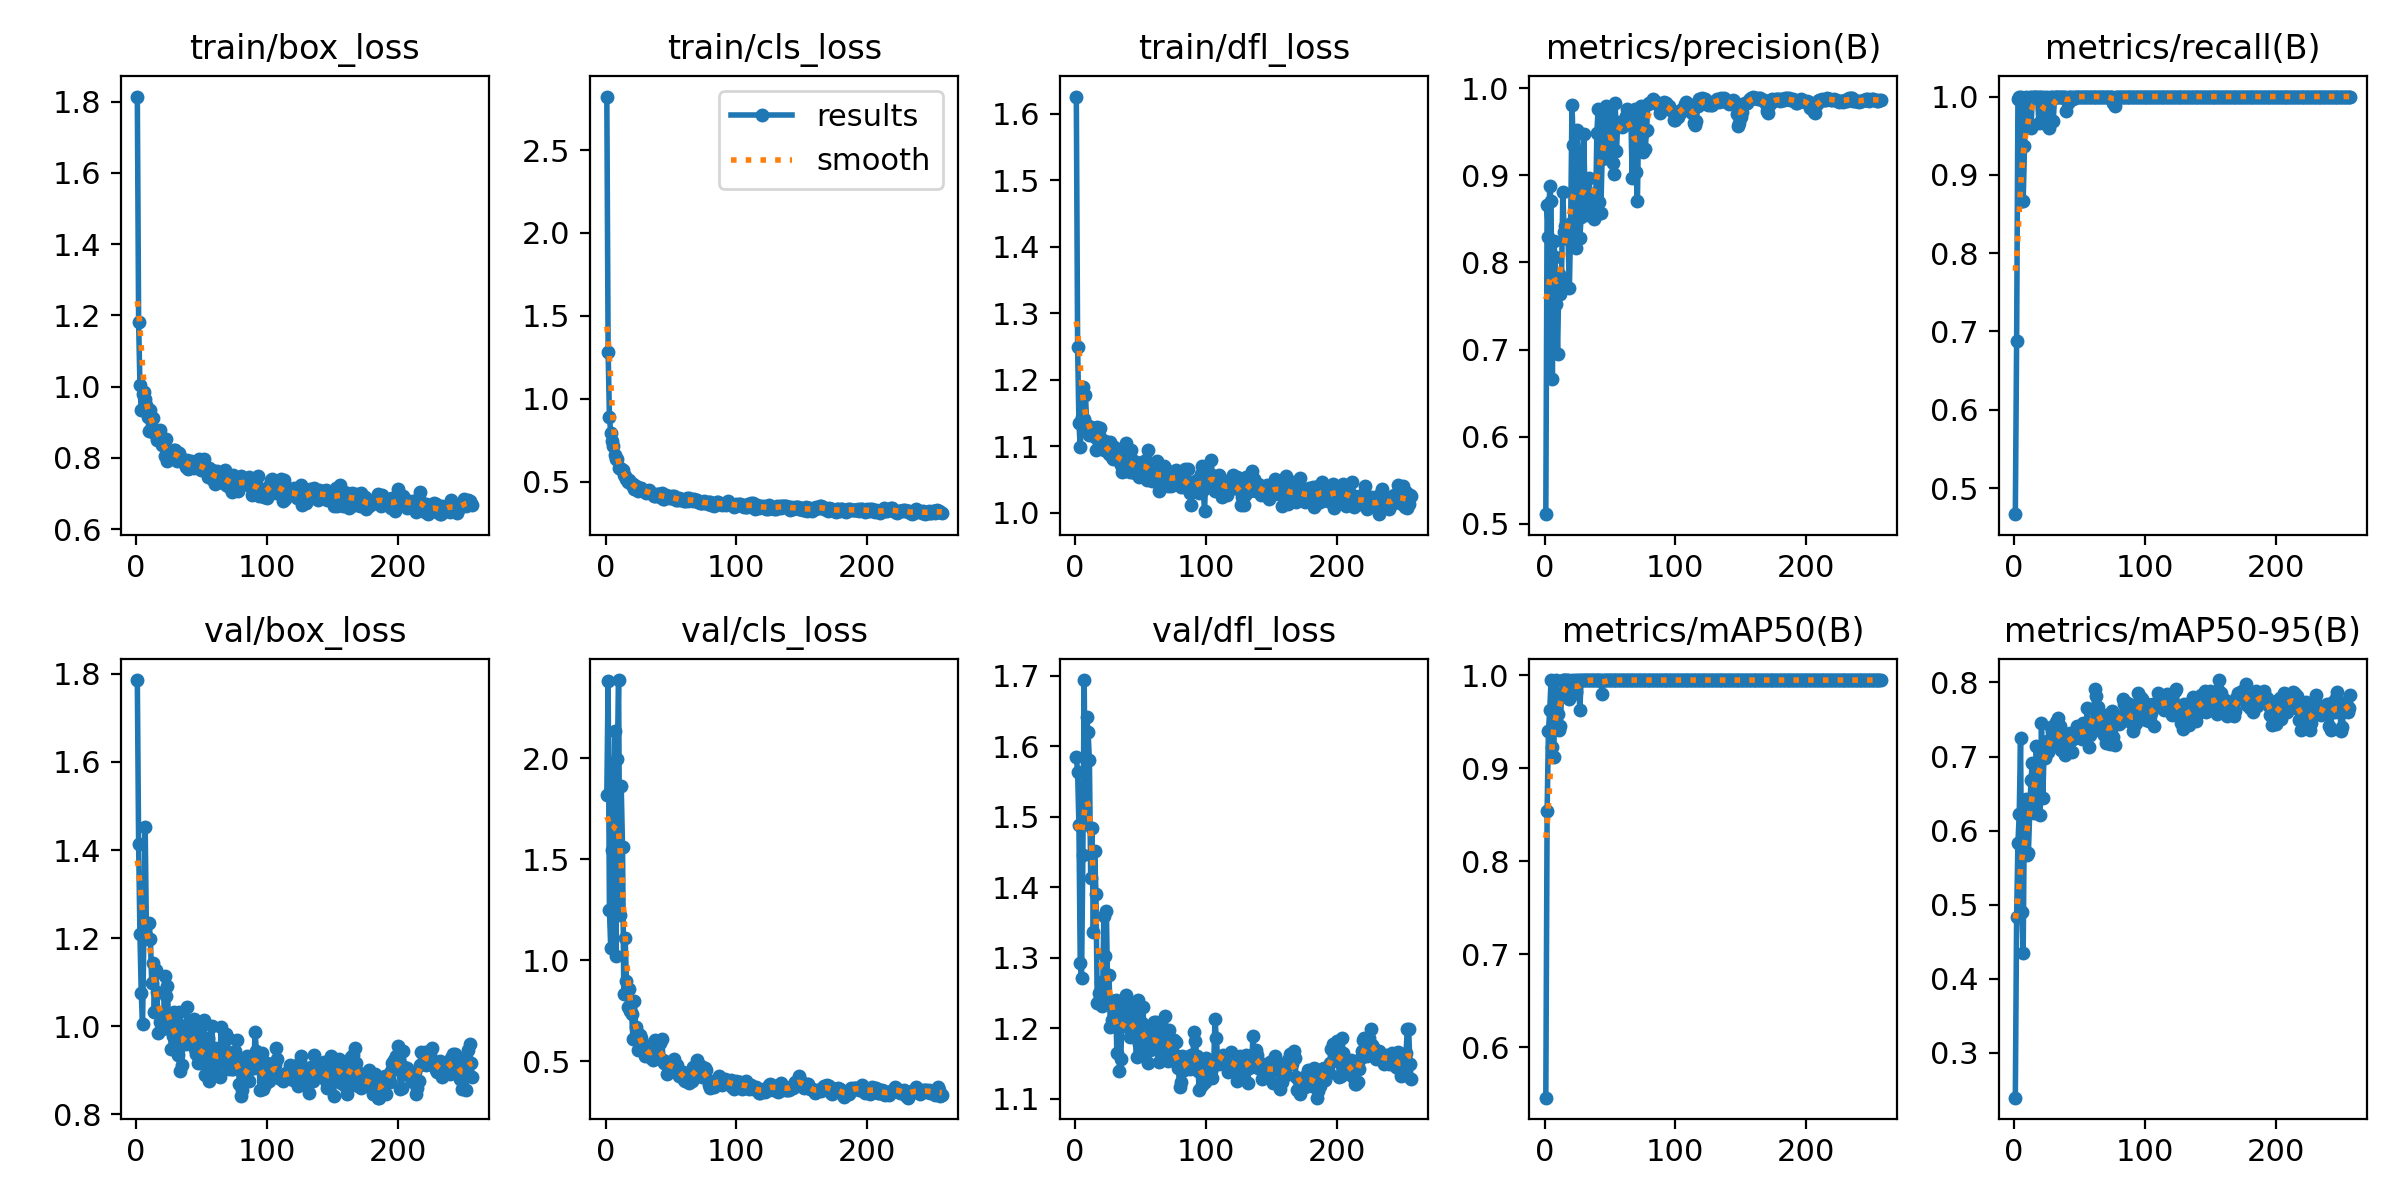 train/box_loss
1.8
1.6
1.4
1.2
1.0
0.8
0.6
0 100 200
train/cls_loss
results
smooth
2.5
2.0
1.5
1.0
0.5
0 100 200
train/dfl_loss
1.6
1.5
1.4
1.3
1.2
1.1
1.0
0 100 200
metrics/precision(B)
1.0
0.9
0.8
0.7
0.6
0.5
0 100 200
metrics/recall(B)
1.0
0.9
0.8
0.7
0.6
0.5
0 100 200
val/box_loss
1.8
1.6
1.4
1.2
1.0
0.8
0 100 200
val/cls_loss
2.0
1.5
1.0
0.5
0 100 200
val/dfl_loss
1.7
1.6
1.5
1.4
1.3
1.2
1.1
0 100 200
metrics/mAP50(B)
1.0
0.9
0.8
0.7
0.6
0 100 200
metrics/mAP50-95(B)
0.8
0.7
0.6
0.5
0.4
0.3
0 100 200